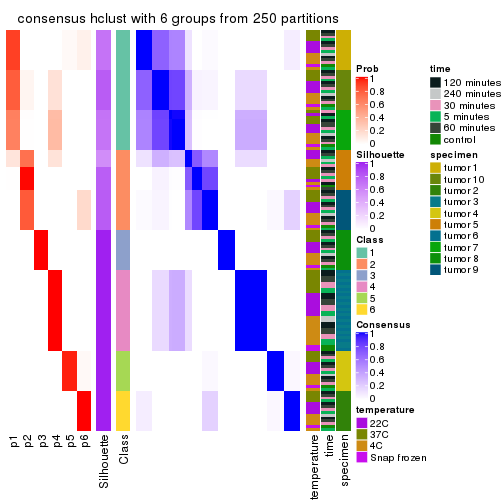 consensus hclust with 6 groups from 250 partitions
Prob
1
0.8
0.6
0.4
0.2
0
Silhouette
1
0.8
0.6
0.4
0.2
0
Class
1
2
3
4
5
6
Consensus
1
0.8
0.6
0.4
0.2
0
temperature
22C
37C
4C
Snap frozen
time
120 minutes
240 minutes
30 minutes
5 minutes
60 minutes
control
specimen
tumor 1
tumor 10
tumor 2
tumor 3
tumor 4
tumor 5
tumor 6
tumor 7
tumor 8
tumor 9
p1
p2
p3
p4
p5
p6
Silhouette
Class
temperature
time
specimen